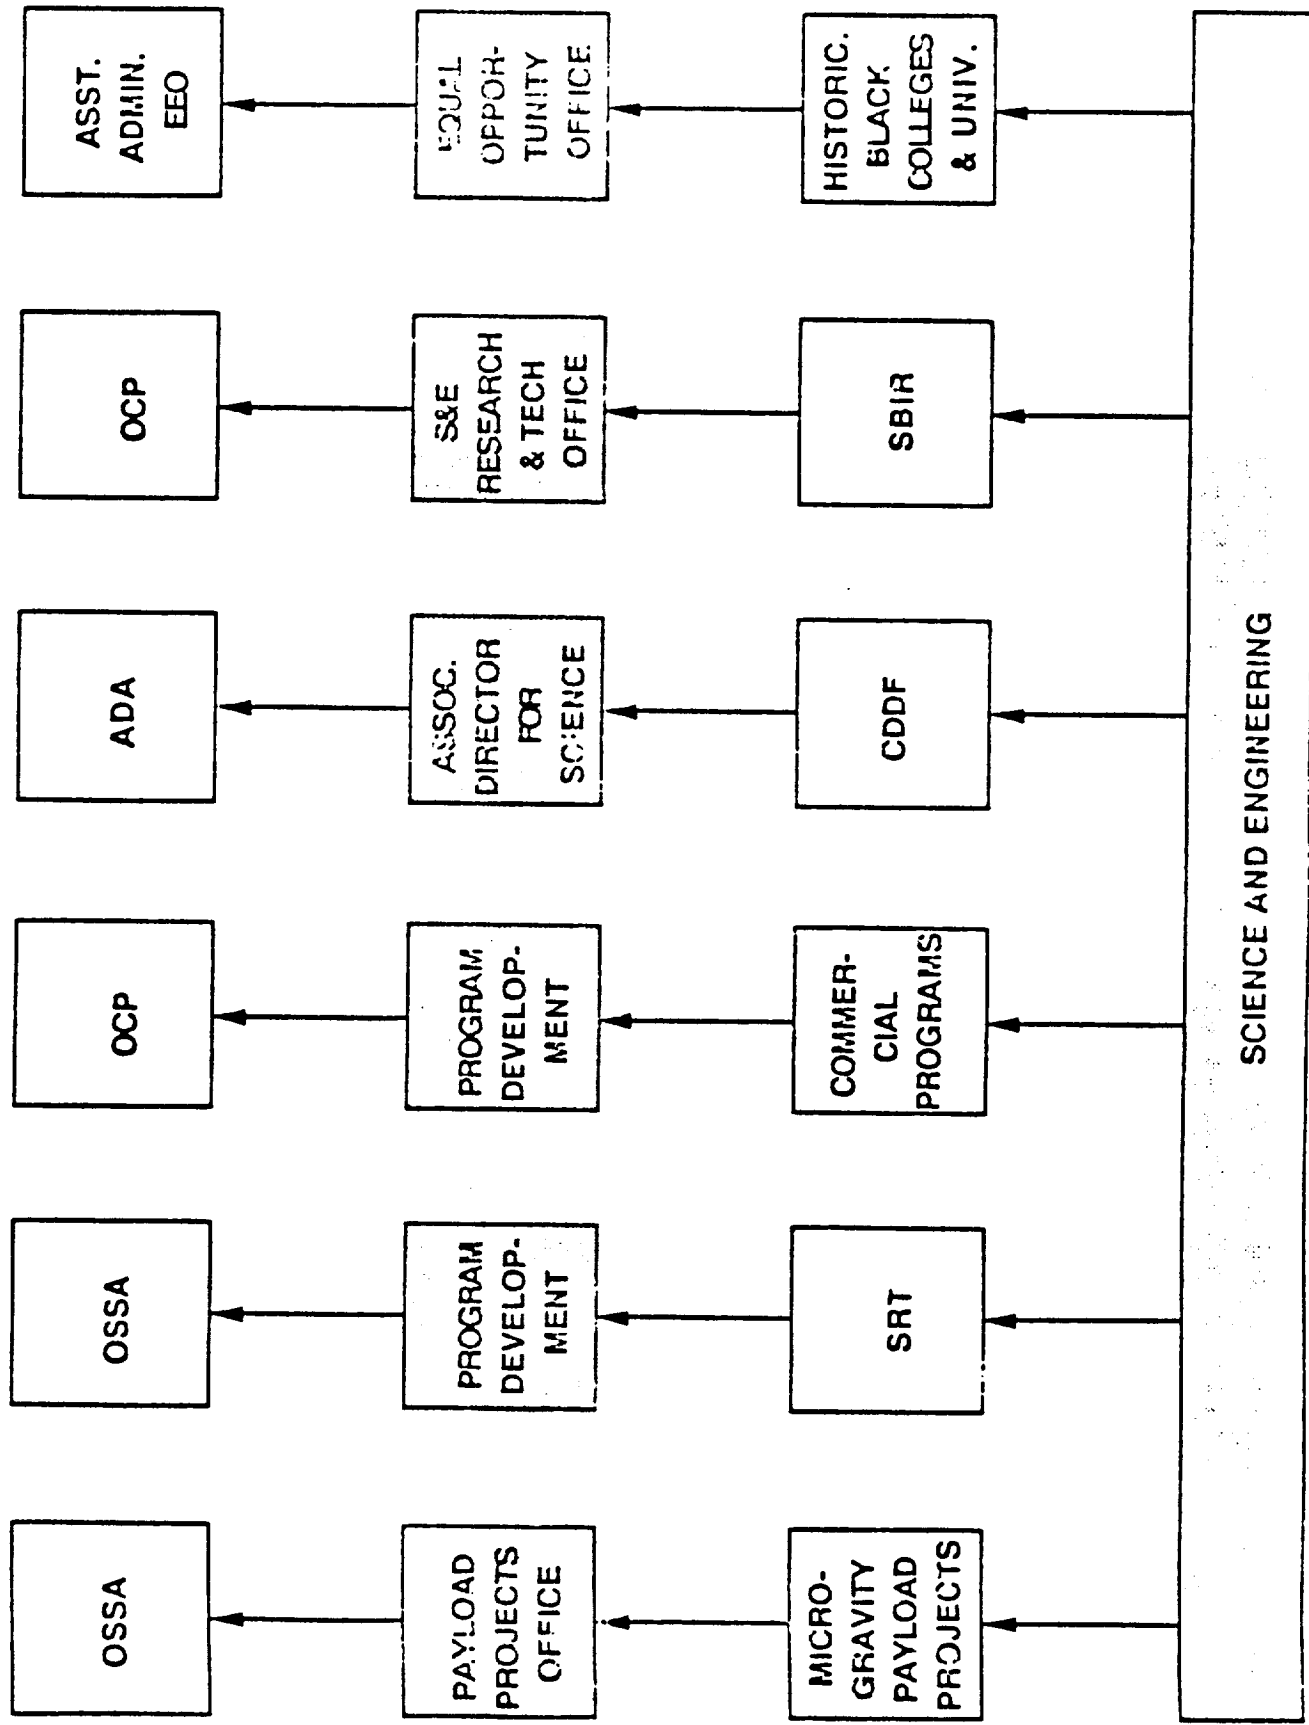 OSSA
OSSA
OCP
ADA
OCP
ASST.
ADMIN.
EEO
PAYLOAD
PROJECTS
OFFICE
PROGRAM
DEVELOP-
MENT
PROGRAM
DEVELOP-
MENT
ASSOC.
DIRECTOR
FOR
SCIENCE
S&E
RESEARCH
& TECH
OFFICE
EQUAL
OPPOR-
TUNITY
OFFICE
MICRO-
GRAVITY
PAYLOAD
PROJECTS
SRT
COMMER-
CIAL
PROGRAMS
CDDF
SBIR
HISTORIC.
BLACK
COLLEGES
& UNIV.
SCIENCE AND ENGINEERING